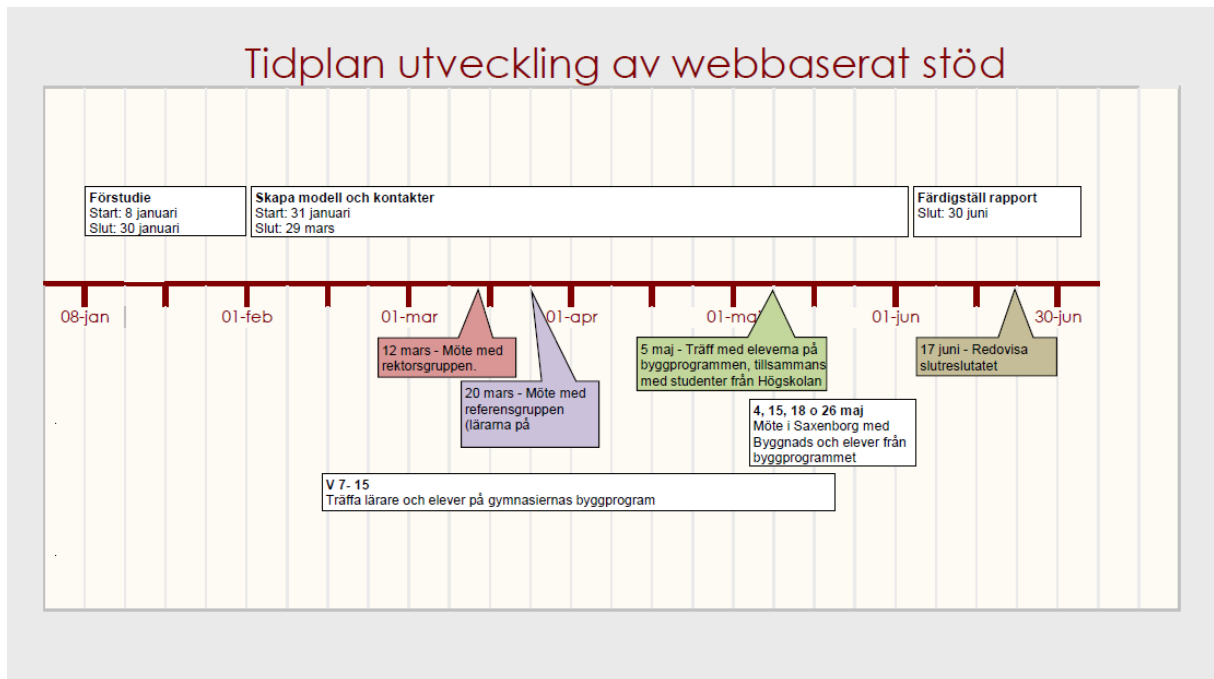 Tidplan utveckling av webbaserat stöd
Förstudie
Start: 8 januari
Slut: 30 januari
Skapa modell och kontakter
Start: 31 januari
Slut: 29 mars
Färdigställ rapport
Slut: 30 juni
08-jan
01-feb
01-mar
01-apr
01-maj
01-jun
30-jun
12 mars - Möte med
rektorsgruppen.
20 mars - Möte med
referensgruppen
(lärarna på
5 maj - Träff med eleverna på
byggprogrammen, tillsammans
med studenter från Högskolan
17 juni - Redovisa
slutreslutatet
4, 15, 18 o 26 maj
Möte i Saxenborg med
Byggnads och elever från
byggprogrammet
V 7- 15
Träffa lärare och elever på gymnasiernas byggprogram